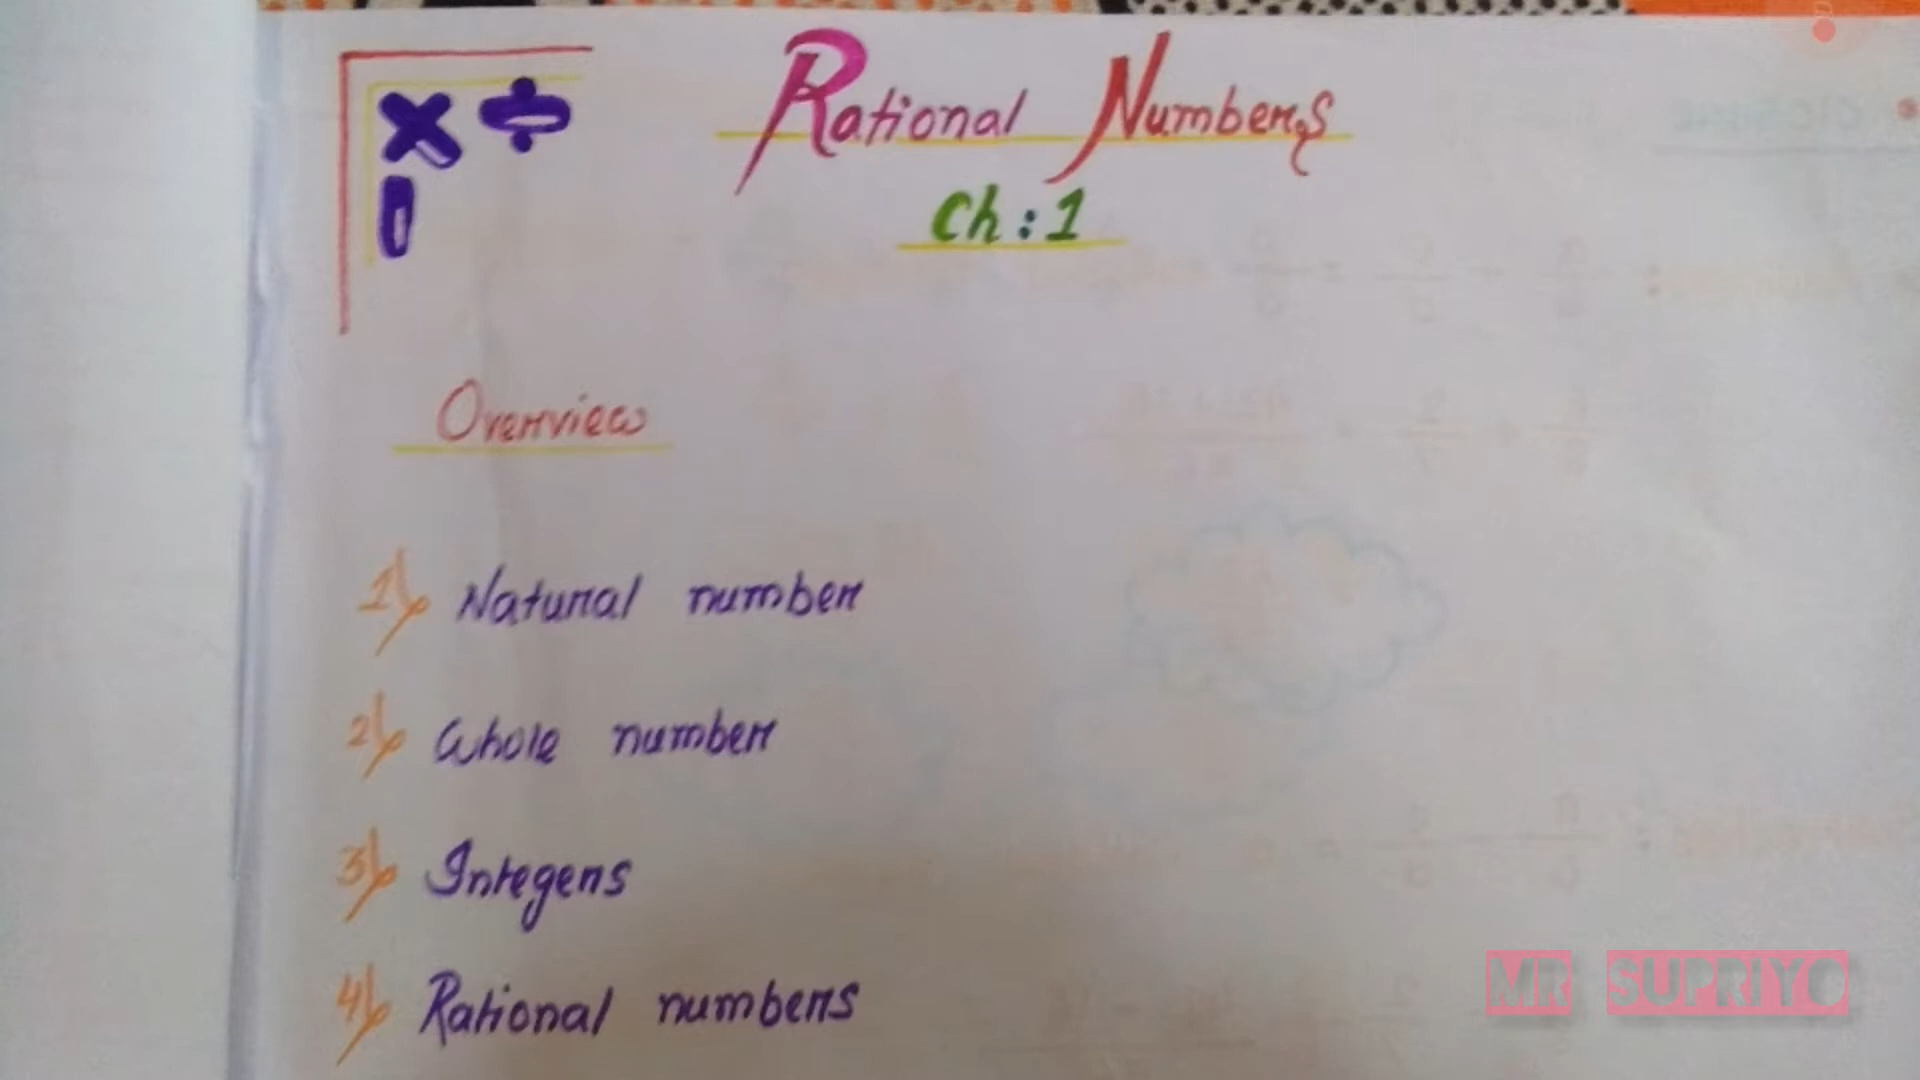 Rational Numbers
Ch : 1
Overview
1) Natural number
2) Whole number
3) Integers
4) Rational numbers
MR SUPRIYO